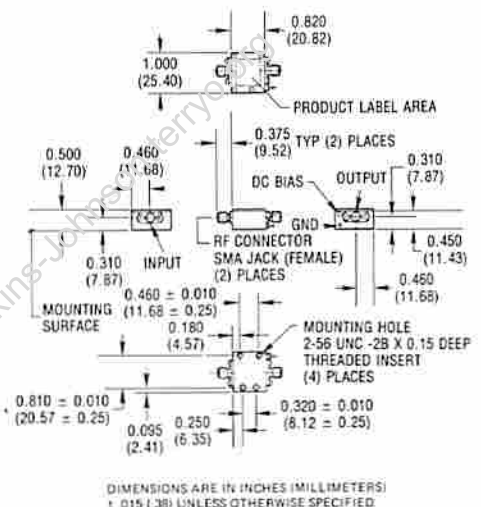 0.820
(20.82)
1.000
(25.40)
PRODUCT LABEL AREA
0.375
(9.52) TYP (2) PLACES
0.500
(12.70)
0.460
(11.68)
0.310
(7.87)
DC BIAS
OUTPUT
GND
INPUT
0.310
(7.87)
RF CONNECTOR
SMA JACK (FEMALE)
(2) PLACES
0.450
(11.43)
0.460
(11.68)
MOUNTING
SURFACE
0.460 ± 0.010
(11.68 ± 0.25)
0.180
(4.57)
MOUNTING HOLE
2-56 UNC -2B X 0.15 DEEP
THREADED INSERT
(4) PLACES
0.810 ± 0.010
(20.57 ± 0.25)
0.095
(2.41)
0.250
(6.35)
0.320 ± 0.010
(8.12 ± 0.25)
DIMENSIONS ARE IN INCHES (MILLIMETERS)
± .015 (.38) UNLESS OTHERWISE SPECIFIED